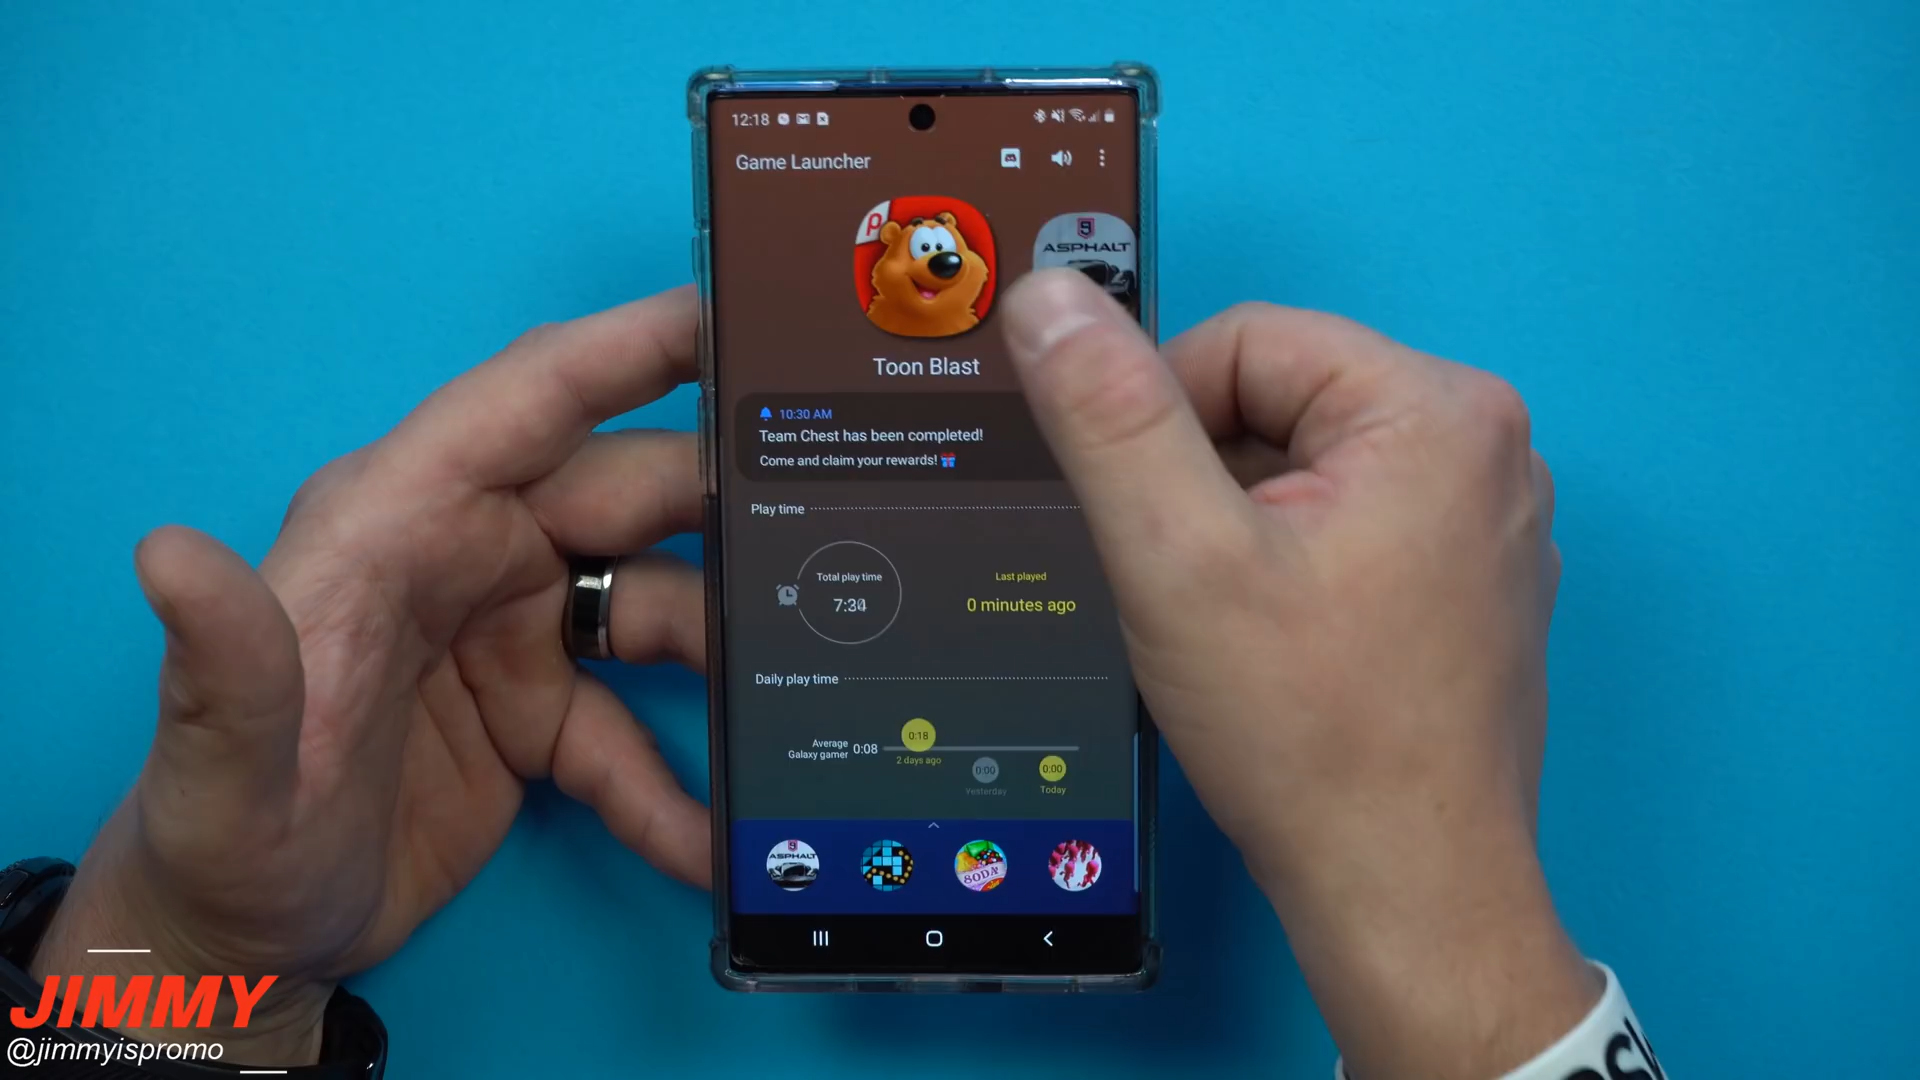 12:18
Game Launcher
9
ASPHALT
Toon Blast
10:30 AM
Team Chest has been completed!
Come and claim your rewards!
Play time
Total play time
Last played
0 minutes ago
Daily play time
Average
Galaxy gamer
0:08
0:18
2 days ago
0:00
Yesterday
0:00
Today
9
ASPHALT
SODA
JIMMY
@jimmyispromo